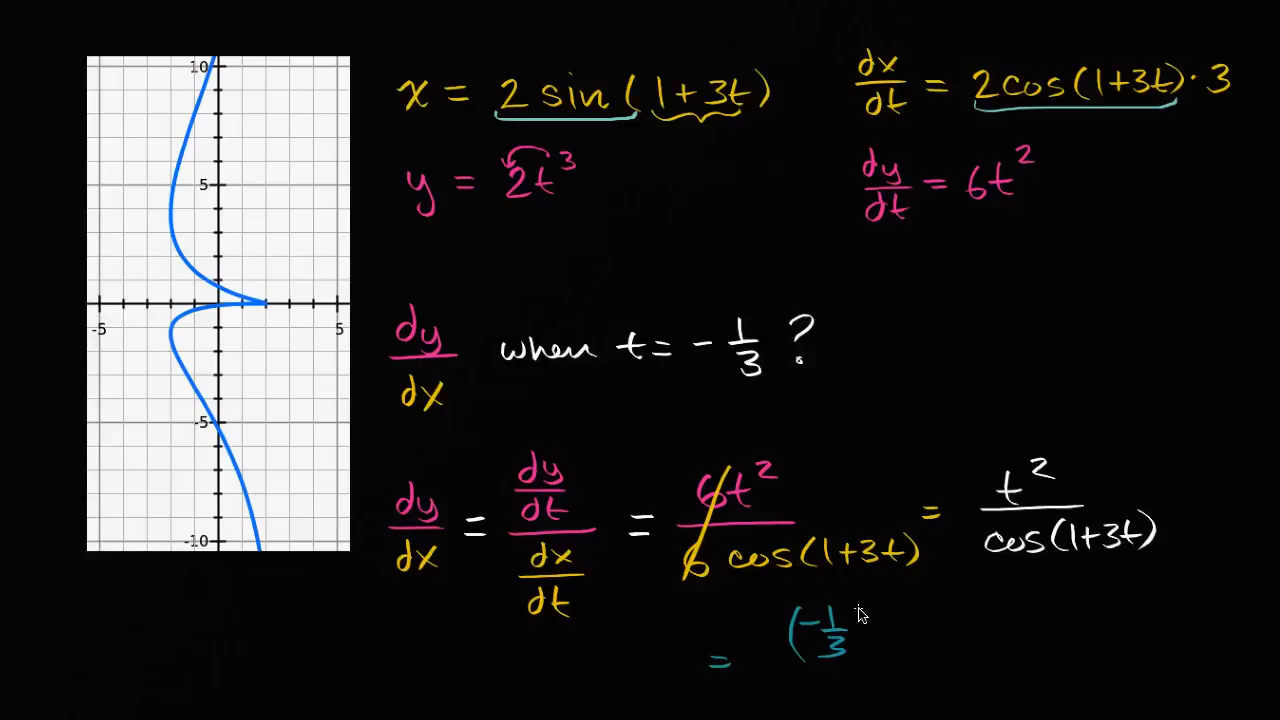 10
5
-5
5
-5
-10
x = 2 sin(1+3t)
dx/dt = 2cos(1+3t)·3
y = 2t³
dy/dt = 6t²
dy/dx when t = -1/3 ?
dy/dx = (dy/dt)/(dx/dt) = 6t²/6 cos(1+3t) = t²/cos(1+3t)
= (-1/3